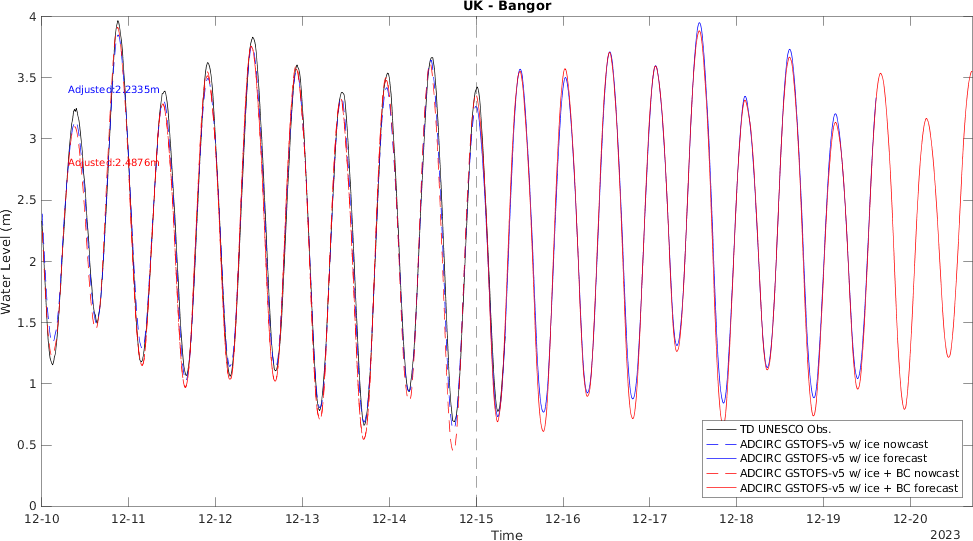 UK - Bangor
4
3.5
3
2.5
2
1.5
1
0.5
0
Water Level (m)
Adjusted:2.2335m
Adjusted:2.4876m
TD UNESCO Obs.
ADCIRC GSTOFS-v5 w/ ice nowcast
ADCIRC GSTOFS-v5 w/ ice forecast
ADCIRC GSTOFS-v5 w/ ice + BC nowcast
ADCIRC GSTOFS-v5 w/ ice + BC forecast
12-10 12-11 12-12 12-13 12-14 12-15 12-16 12-17 12-18 12-19 12-20
Time
2023